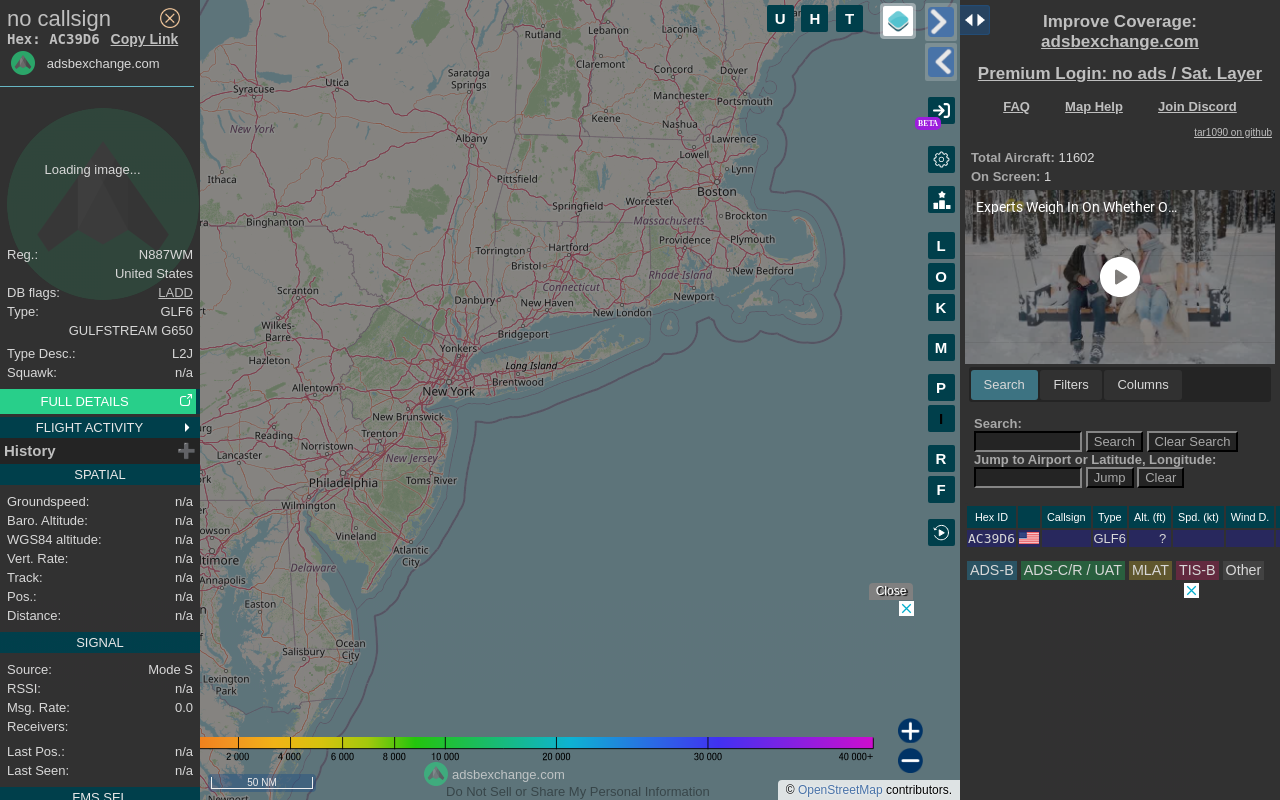 no callsign
Hex: AC39D6 Copy Link
adsbexchange.com
Loading image...
Reg.: N887WM
United States
DB flags: LADD
Type: GLF6
GULFSTREAM G650
Type Desc.: L2J
Squawk: n/a
FULL DETAILS
FLIGHT ACTIVITY
History
SPATIAL
Groundspeed: n/a
Baro. Altitude: n/a
WGS84 altitude: n/a
Vert. Rate: n/a
Track: n/a
Pos.: n/a
Distance: n/a
SIGNAL
Source: Mode S
RSSI: n/a
Msg. Rate: 0.0
Receivers:
Last Pos.: n/a
Last Seen: n/a
FMS SEL
U H T
BETA
L
O
K
M
P
I
R
F
Rutland
Lebanon
Laconia
Claremont
Concord
Dover
Saratoga
Springs
Utica
Syracuse
Manchester
Portsmouth
Keene
Nashua
New York
Albany
Lawrence
Lowell
Lynn
Ithaca
Pittsfield
Boston
Springfield
Worcester
Binghamton
Massachusetts
Brockton
Providence
Plymouth
Torrington
Hartford
Bristol
Rhode Island
New Bedford
Connecticut
Scranton
Danbury
New Haven
Newport
New London
Wilkes-
Barre
Bridgeport
Yonkers
Hazleton
Long Island
Allentown
New York
Brentwood
New Brunswick
Reading
Trenton
Norristown
Lancaster
New Jersey
Philadelphia
Toms River
Wilmington
Vineland
Atlantic
City
Delaware
Annapolis
Easton
Ocean
City
Salisbury
Lexington
Park
Newport
Close
2 000 4 000 6 000 8 000 10 000 20 000 30 000 40 000+
50 NM
adsbexchange.com
Do Not Sell or Share My Personal Information
© OpenStreetMap contributors.
Improve Coverage:
adsbexchange.com
Premium Login: no ads / Sat. Layer
FAQ Map Help Join Discord
tar1090 on github
Total Aircraft: 11602
On Screen: 1
Experts Weigh In On Whether O...
Search Filters Columns
Search:
Search Clear Search
Jump to Airport or Latitude, Longitude:
Jump Clear
Hex ID Callsign Type Alt. (ft) Spd. (kt) Wind D.
AC39D6 GLF6 ?
ADS-B ADS-C/R / UAT MLAT TIS-B Other